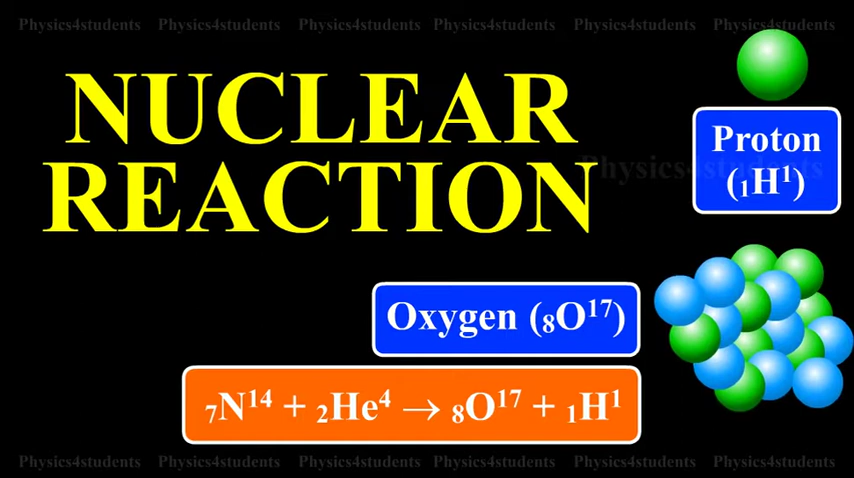 Physics4students Physics4students Physics4students Physics4students Physics4students Physics4students
NUCLEAR
REACTION
Proton
(₁H¹)
Physics4students
Oxygen (₈O¹⁷)
₇N¹⁴ + ₂He⁴ → ₈O¹⁷ + ₁H¹
Physics4students Physics4students Physics4students Physics4students Physics4students Physics4students